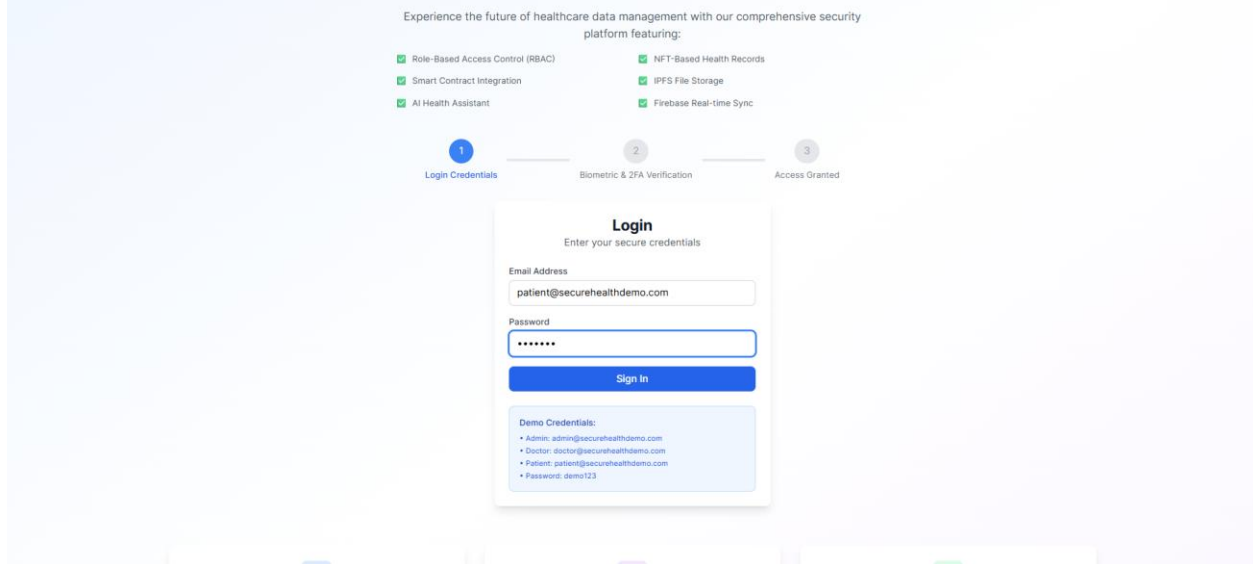 Experience the future of healthcare data management with our comprehensive security
platform featuring:
Role-Based Access Control (RBAC)
NFT-Based Health Records
Smart Contract Integration
IPFS File Storage
AI Health Assistant
Firebase Real-time Sync
1
2
3
Login Credentials
Biometric & 2FA Verification
Access Granted
Login
Enter your secure credentials
Email Address
patient@securehealthdemo.com
Password
•••••••
Sign In
Demo Credentials:
• Admin: admin@securehealthdemo.com
• Doctor: doctor@securehealthdemo.com
• Patient: patient@securehealthdemo.com
• Password: demo123